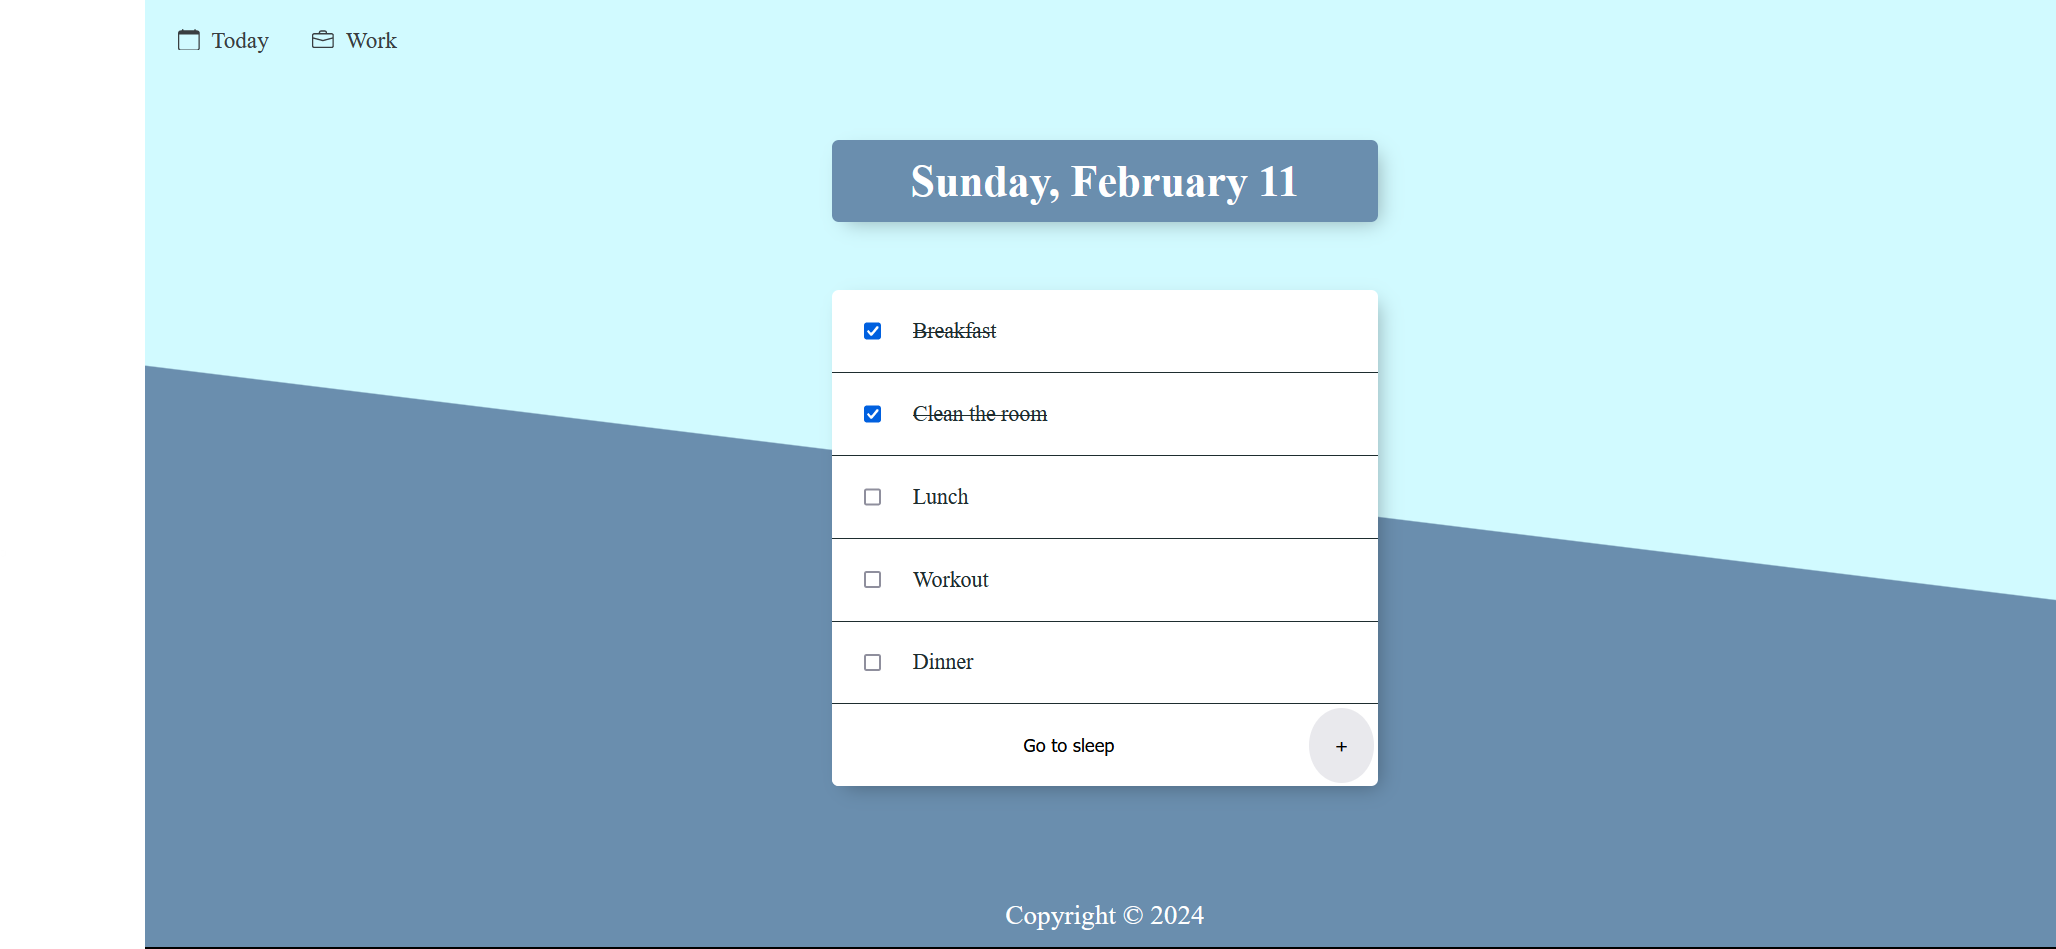 Today Work
Sunday, February 11
Breakfast
Clean the room
Lunch
Workout
Dinner
Go to sleep +
Copyright © 2024